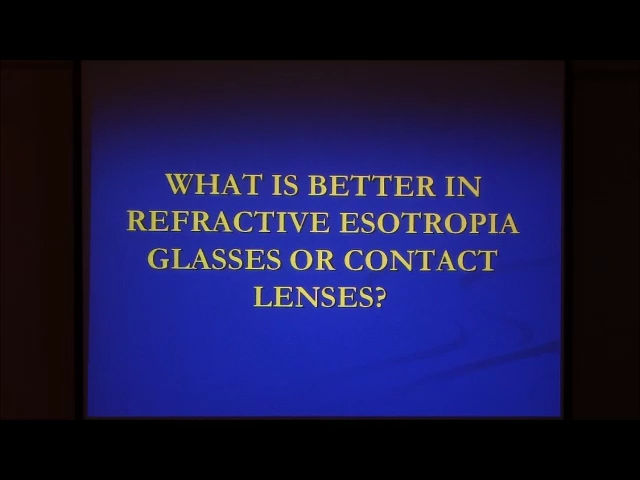 WHAT IS BETTER IN
REFRACTIVE ESOTROPIA
GLASSES OR CONTACT
LENSES?